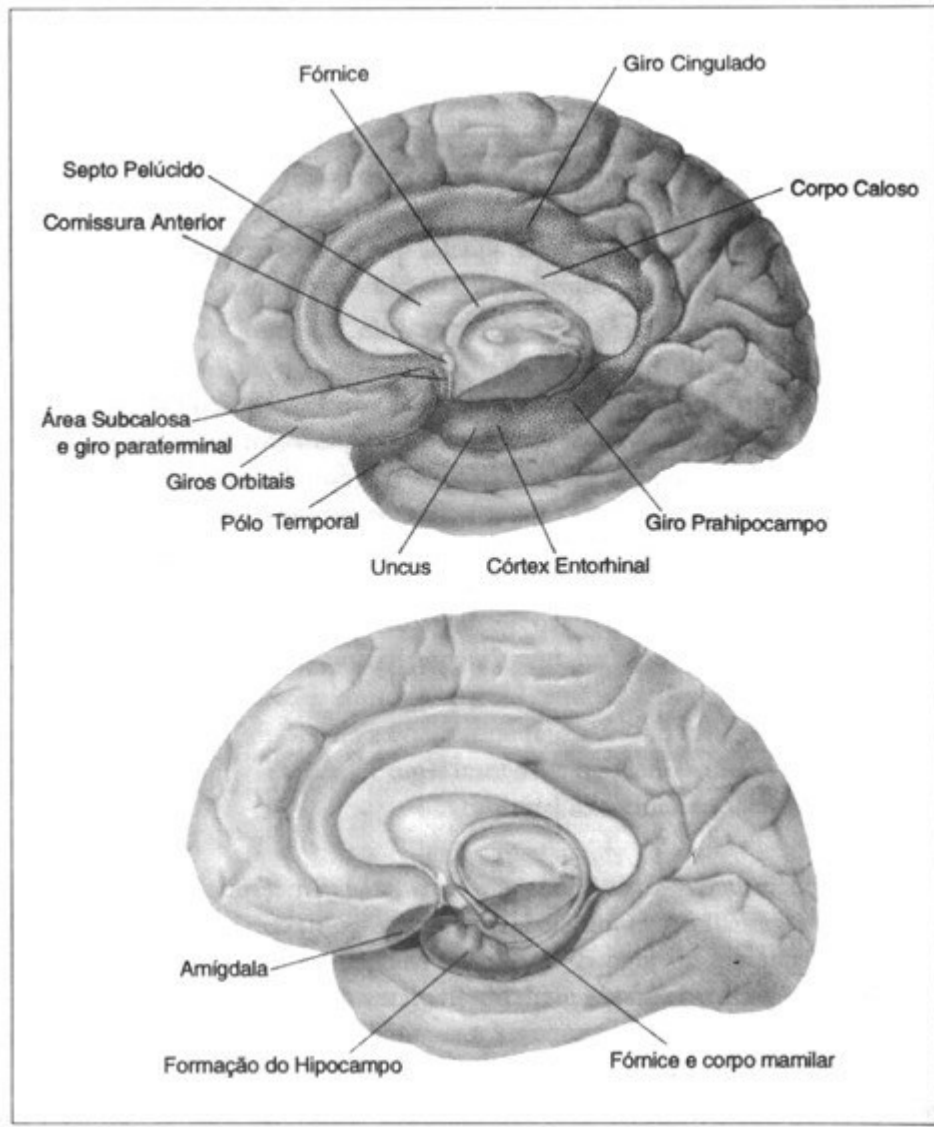 Fórnice
Giro Cingulado
Septo Pelúcido
Corpo Caloso
Comissura Anterior
Área Subcalosa
e giro paraterminal
Giros Orbitais
Pólo Temporal
Giro Prahipocampo
Uncus
Córtex Entorhinal
Amígdala
Formação do Hipocampo
Fórnice e corpo mamilar